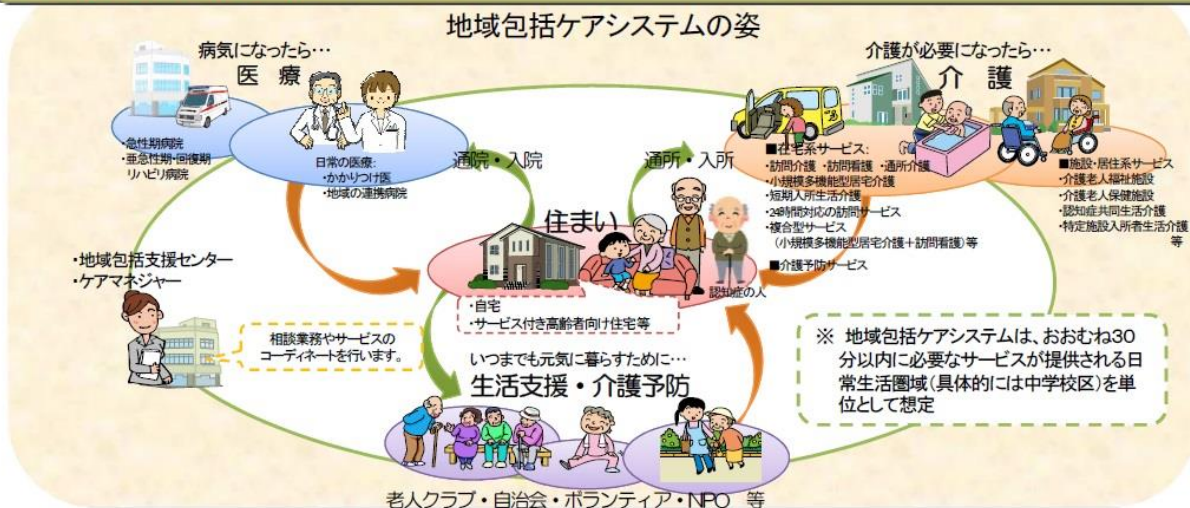 地域包括ケアシステムの姿
病気になったら…
医 療
介護が必要になったら…
介 護
・急性期病院
・亜急性期・回復期
リハビリ病院
日常の医療:
・かかりつけ医
・地域の連携病院
通院・入院
通所・入所
■在宅系サービス:
・訪問介護 ・訪問看護 ・通所介護
・小規模多機能型居宅介護
・短期入所生活介護
・24時間対応の訪問サービス
・複合型サービス
(小規模多機能型居宅介護+訪問看護)等
■介護予防サービス
■施設・居住系サービス
・介護老人福祉施設
・介護老人保健施設
・認知症共同生活介護
・特定施設入所者生活介護
等
住まい
認知症の人
・自宅
・サービス付き高齢者向け住宅等
・地域包括支援センター
・ケアマネジャー
相談業務やサービスの
コーディネートを行います。
いつまでも元気に暮らすために…
生活支援・介護予防
老人クラブ・自治会・ボランティア・NPO 等
※ 地域包括ケアシステムは、おおむね30
分以内に必要なサービスが提供される日
常生活圏域(具体的には中学校区)を単
位として想定